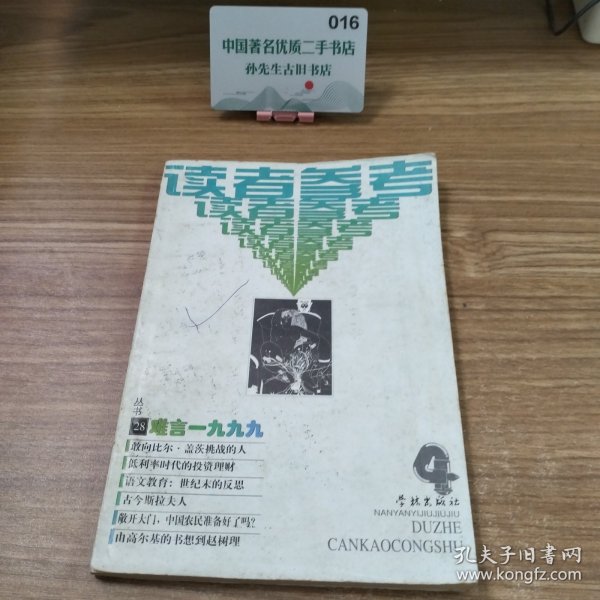 016
中国著名优质二手书店
孙先生古旧书店
读者参考
读者参考
读者参考
读者参考
丛书
28 难言一九九九
敢向比尔·盖茨挑战的人
低利率时代的投资理财
语文教育：世纪末的反思
古今斯拉夫人
敞开大门，中国农民准备好了吗？
由高尔基的书想到赵树理
学林出版社
NANYANYIJIUJIUJIU
DUZHE
CANKAOCONGSHU
孔夫子旧书网
www.kongfz.com